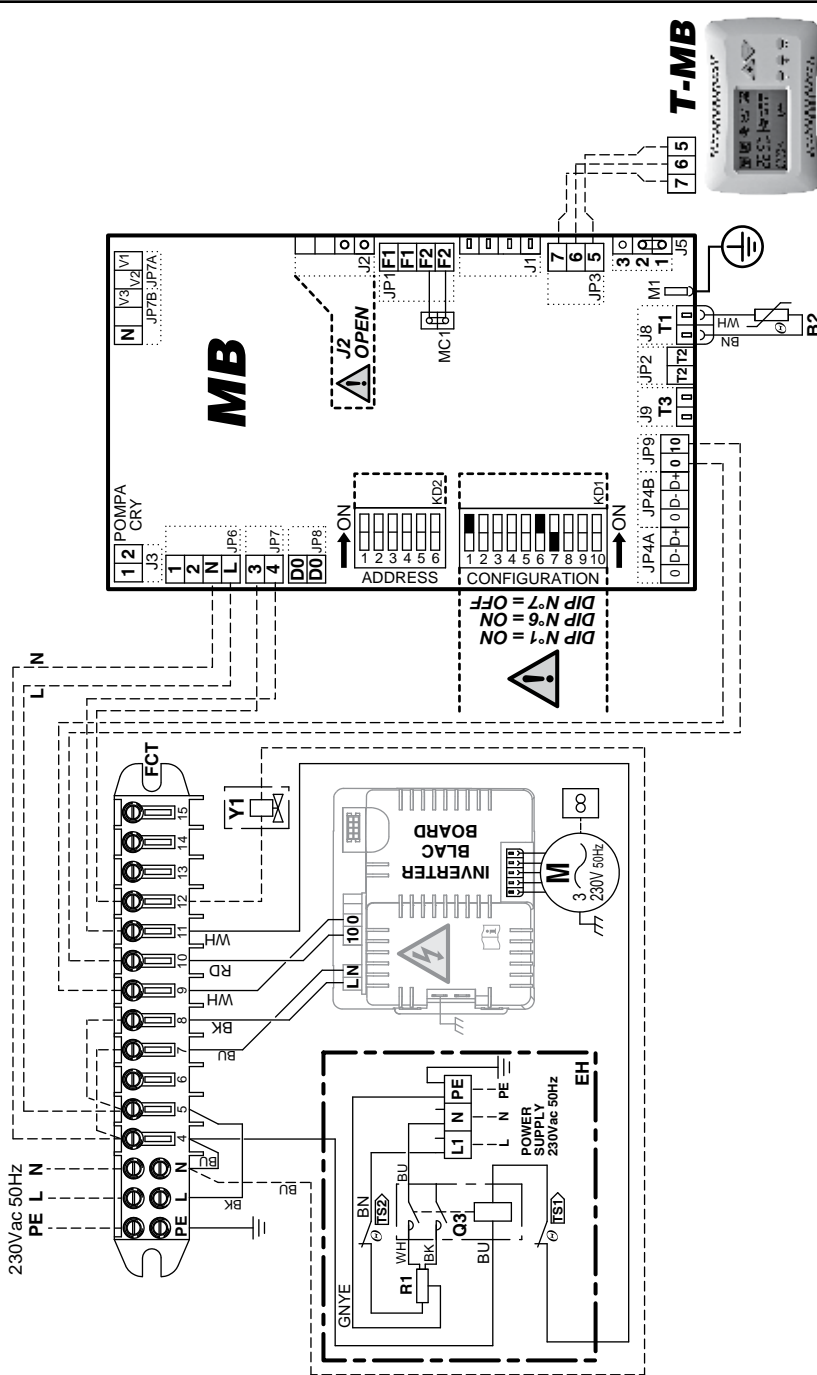 T-MB
7 6 5
MB
N V3 V2 V1
JP7B JP7A
J2
J2
OPEN
JP1
F1
F1
F2
F2
MC1
J1
7
6
5
JP3
3
2
1
J5
M1
J8
T1
WH
BN
B2
JP2
T2 T2
J9
T3
JP9
0 10
JP4B
0 D- D+
JP4A
0 D- D+
1 2
POMPA
CRY
J3
1
2
N
L
JP6
3
4
JP7
D0
D0
JP8
ON
1 2 3 4 5 6
KD2
ADDRESS
1 2 3 4 5 6 7 8 9 10
KD1
ON
CONFIGURATION
DIP N°1 = ON
DIP N°6 = ON
DIP N°7 = OFF
L
N
FCT
15
14
13
12
11
10
9
8
7
6
5
4
N
L
PE
230Vac 50Hz
PE L N
Y1
WH
RD
WH
BK
BU
BU
BK
BU
INVERTER
BLAC
BOARD
10 0
L N
M
3
230V 50Hz
EH
L1 N PE
L N PE
POWER
SUPPLY
230Vac 50Hz
BN
TS2
BU
WH
BK
Q3
R1
GNYE
BU
TS1